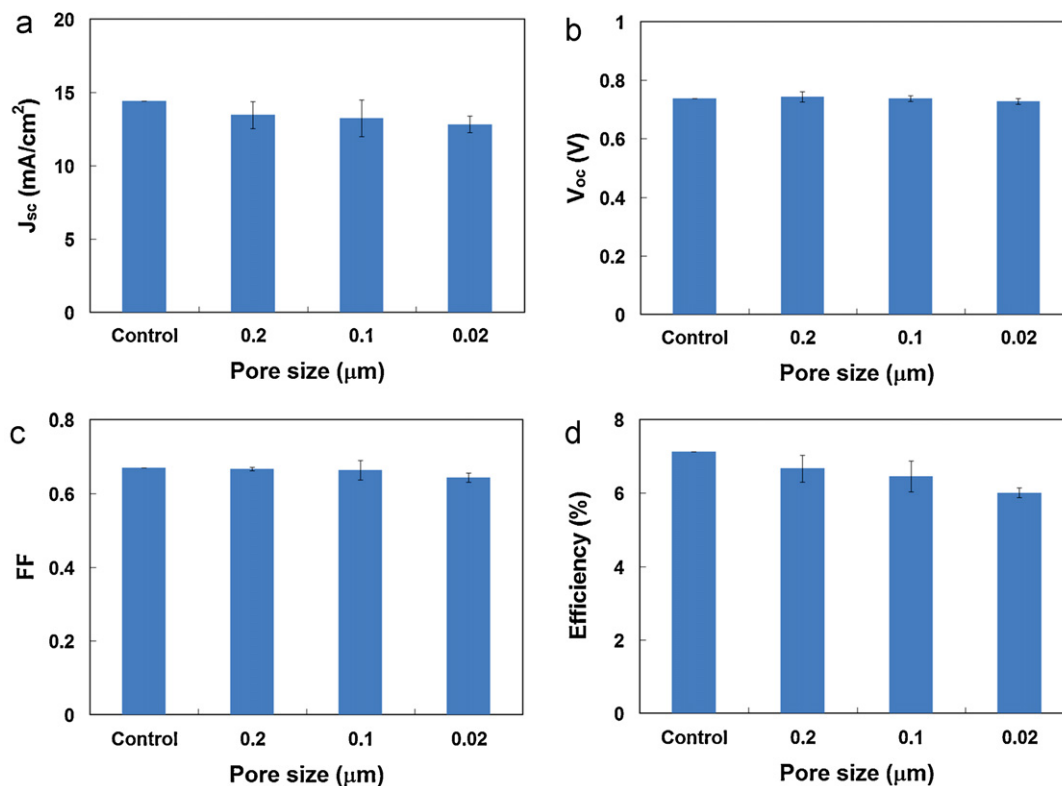 a
20
15
10
5
0
Jsc (mA/cm²)
Control 0.2 0.1 0.02
Pore size (μm)
b
1
0.8
0.6
0.4
0.2
0
Voc (V)
Control 0.2 0.1 0.02
Pore size (μm)
c
0.8
0.6
0.4
0.2
0
FF
Control 0.2 0.1 0.02
Pore size (μm)
d
8
6
4
2
0
Efficiency (%)
Control 0.2 0.1 0.02
Pore size (μm)